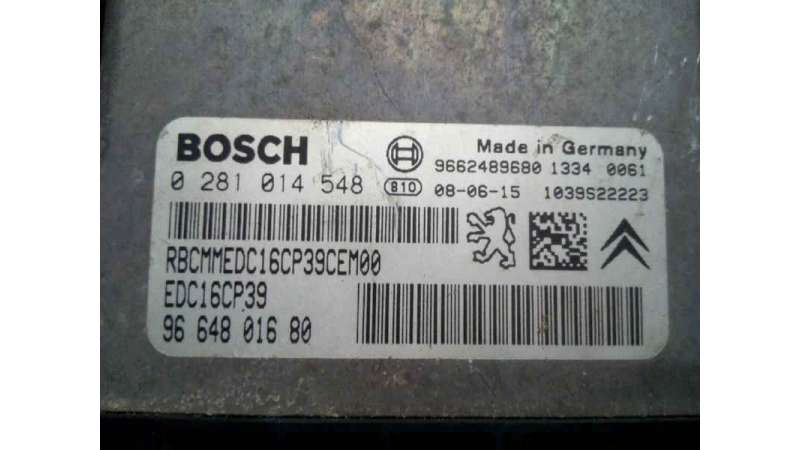 BOSCH
Made in Germany
9662489680 1334 0061
0 281 014 548 810 08-06-15 1039S22223
RBCMMEDC16CP39CEM00
EDC16CP39
96 648 016 80